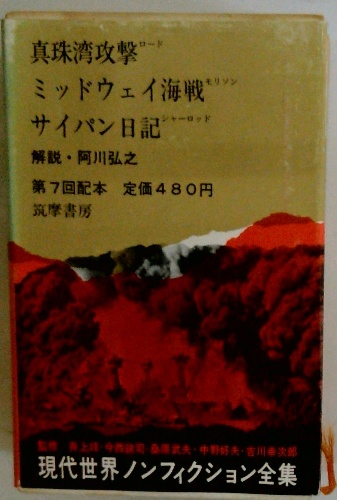 真珠湾攻撃 ロード
ミッドウェイ海戦 モリソン
サイパン日記 シャーロッド
解説・阿川弘之
第7回配本 定価480円
筑摩書房
監修 井上靖・今西錦司・桑原武夫・中野好夫・吉川幸次郎
現代世界ノンフィクション全集